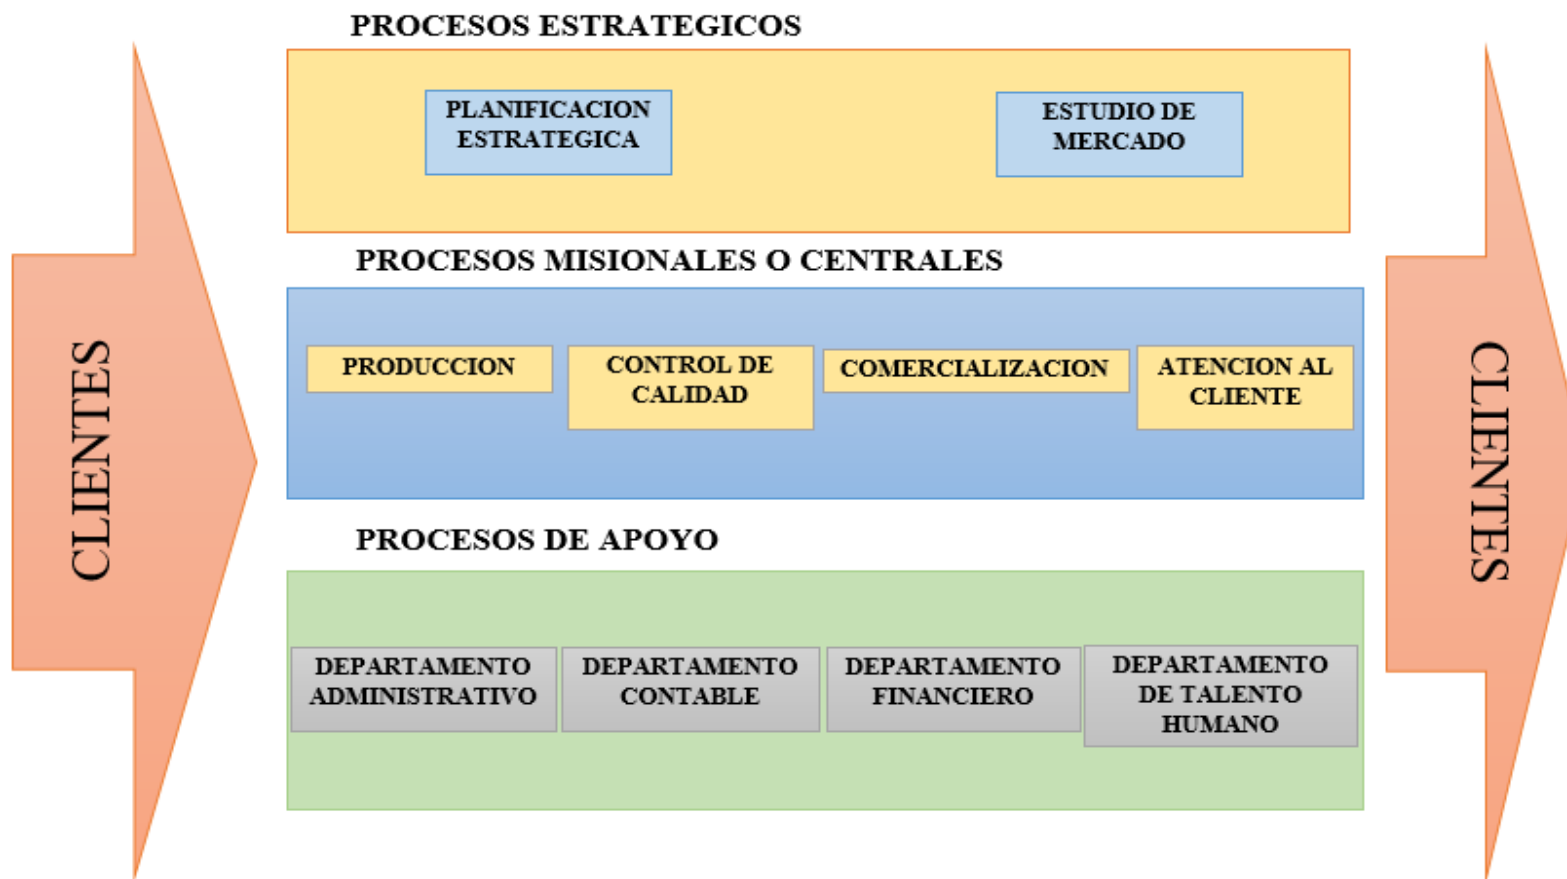 PROCESOS ESTRATEGICOS
PLANIFICACION
ESTRATEGICA
ESTUDIO DE
MERCADO
PROCESOS MISIONALES O CENTRALES
CLIENTES
PRODUCCION
CONTROL DE
CALIDAD
COMERCIALIZACION
ATENCION AL
CLIENTE
CLIENTES
PROCESOS DE APOYO
DEPARTAMENTO
ADMINISTRATIVO
DEPARTAMENTO
CONTABLE
DEPARTAMENTO
FINANCIERO
DEPARTAMENTO
DE TALENTO
HUMANO